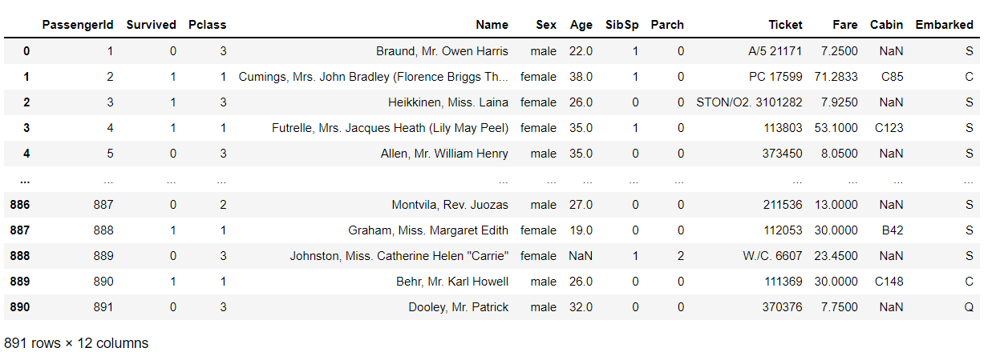 PassengerId Survived Pclass Name Sex Age SibSp Parch Ticket Fare Cabin Embarked
0 1 0 3 Braund, Mr. Owen Harris male 22.0 1 0 A/5 21171 7.2500 NaN S
1 2 1 1 Cumings, Mrs. John Bradley (Florence Briggs Th... female 38.0 1 0 PC 17599 71.2833 C85 C
2 3 1 3 Heikkinen, Miss. Laina female 26.0 0 0 STON/O2. 3101282 7.9250 NaN S
3 4 1 1 Futrelle, Mrs. Jacques Heath (Lily May Peel) female 35.0 1 0 113803 53.1000 C123 S
4 5 0 3 Allen, Mr. William Henry male 35.0 0 0 373450 8.0500 NaN S
... ... ... ... ... ... ... ... ... ... ... ... ...
886 887 0 2 Montvila, Rev. Juozas male 27.0 0 0 211536 13.0000 NaN S
887 888 1 1 Graham, Miss. Margaret Edith female 19.0 0 0 112053 30.0000 B42 S
888 889 0 3 Johnston, Miss. Catherine Helen "Carrie" female NaN 1 2 W./C. 6607 23.4500 NaN S
889 890 1 1 Behr, Mr. Karl Howell male 26.0 0 0 111369 30.0000 C148 C
890 891 0 3 Dooley, Mr. Patrick male 32.0 0 0 370376 7.7500 NaN Q
891 rows × 12 columns